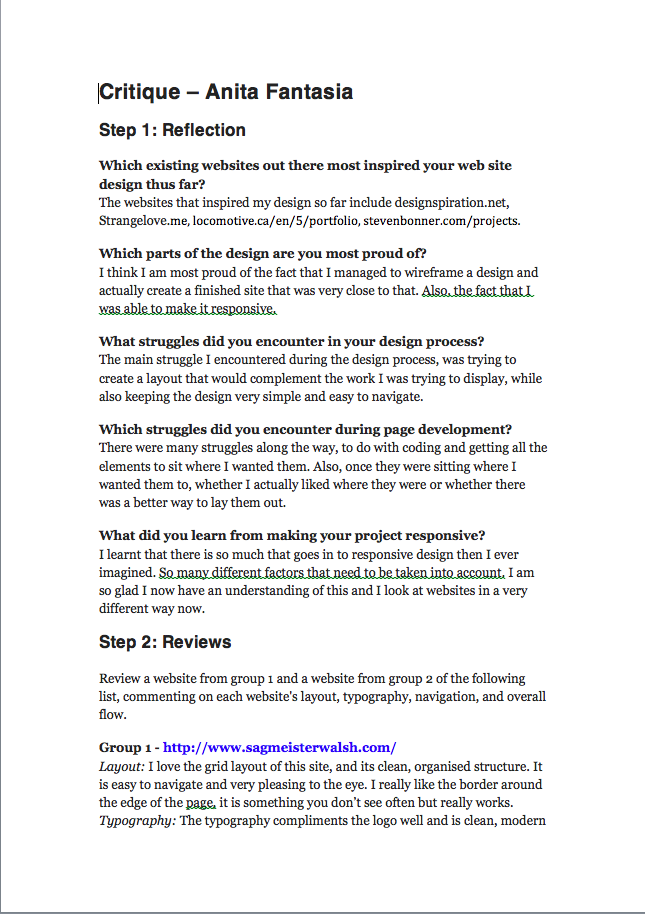 Critique – Anita Fantasia
Step 1: Reflection
Which existing websites out there most inspired your web site
design thus far?
The websites that inspired my design so far include designspiration.net,
Strangelove.me, locomotive.ca/en/5/portfolio, stevenbonner.com/projects.
Which parts of the design are you most proud of?
I think I am most proud of the fact that I managed to wireframe a design and
actually create a finished site that was very close to that. Also, the fact that I
was able to make it responsive.
What struggles did you encounter in your design process?
The main struggle I encountered during the design process, was trying to
create a layout that would complement the work I was trying to display, while
also keeping the design very simple and easy to navigate.
Which struggles did you encounter during page development?
There were many struggles along the way, to do with coding and getting all the
elements to sit where I wanted them. Also, once they were sitting where I
wanted them to, whether I actually liked where they were or whether there
was a better way to lay them out.
What did you learn from making your project responsive?
I learnt that there is so much that goes in to responsive design then I ever
imagined. So many different factors that need to be taken into account. I am
so glad I now have an understanding of this and I look at websites in a very
different way now.
Step 2: Reviews
Review a website from group 1 and a website from group 2 of the following
list, commenting on each website's layout, typography, navigation, and overall
flow.
Group 1 - http://www.sagmeisterwalsh.com/
Layout: I love the grid layout of this site, and its clean, organised structure. It
is easy to navigate and very pleasing to the eye. I really like the border around
the edge of the page, it is something you don't see often but really works.
Typography: The typography compliments the logo well and is clean, modern